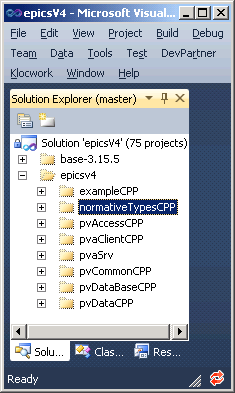 epicsV4 - Microsoft Visual...
File Edit View Project Build Debug
Team Data Tools Test DevPartner
Klocwork Window Help
Solution Explorer (master)
Solution 'epicsV4' (75 projects)
base-3.15.5
epicsv4
exampleCPP
normativeTypesCPP
pvAccessCPP
pvaClientCPP
pvaSrv
pvCommonCPP
pvDataBaseCPP
pvDataCPP
Solu... Clas... Res...
Ready